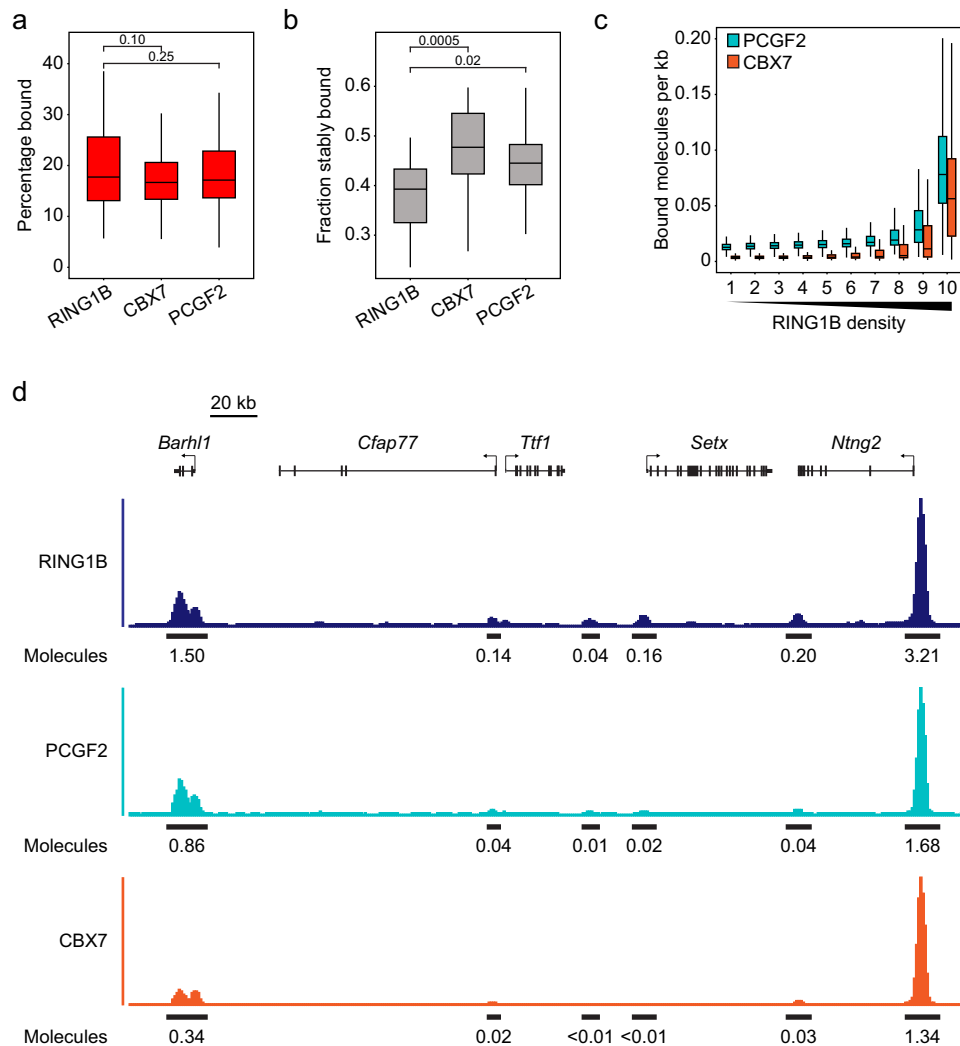 a
0.10
0.25
40
30
20
10
0
Percentage bound
RING1B
CBX7
PCGF2
b
0.0005
0.02
0.6
0.5
0.4
0.3
Fraction stably bound
RING1B
CBX7
PCGF2
c
PCGF2
CBX7
0.20
0.15
0.10
0.05
0
Bound molecules per kb
1 2 3 4 5 6 7 8 9 10
RING1B density
d
20 kb
Barhl1 Cfap77 Ttf1 Setx Ntng2
RING1B
Molecules 1.50 0.14 0.04 0.16 0.20 3.21
PCGF2
Molecules 0.86 0.04 0.01 0.02 0.04 1.68
CBX7
Molecules 0.34 0.02 <0.01 <0.01 0.03 1.34